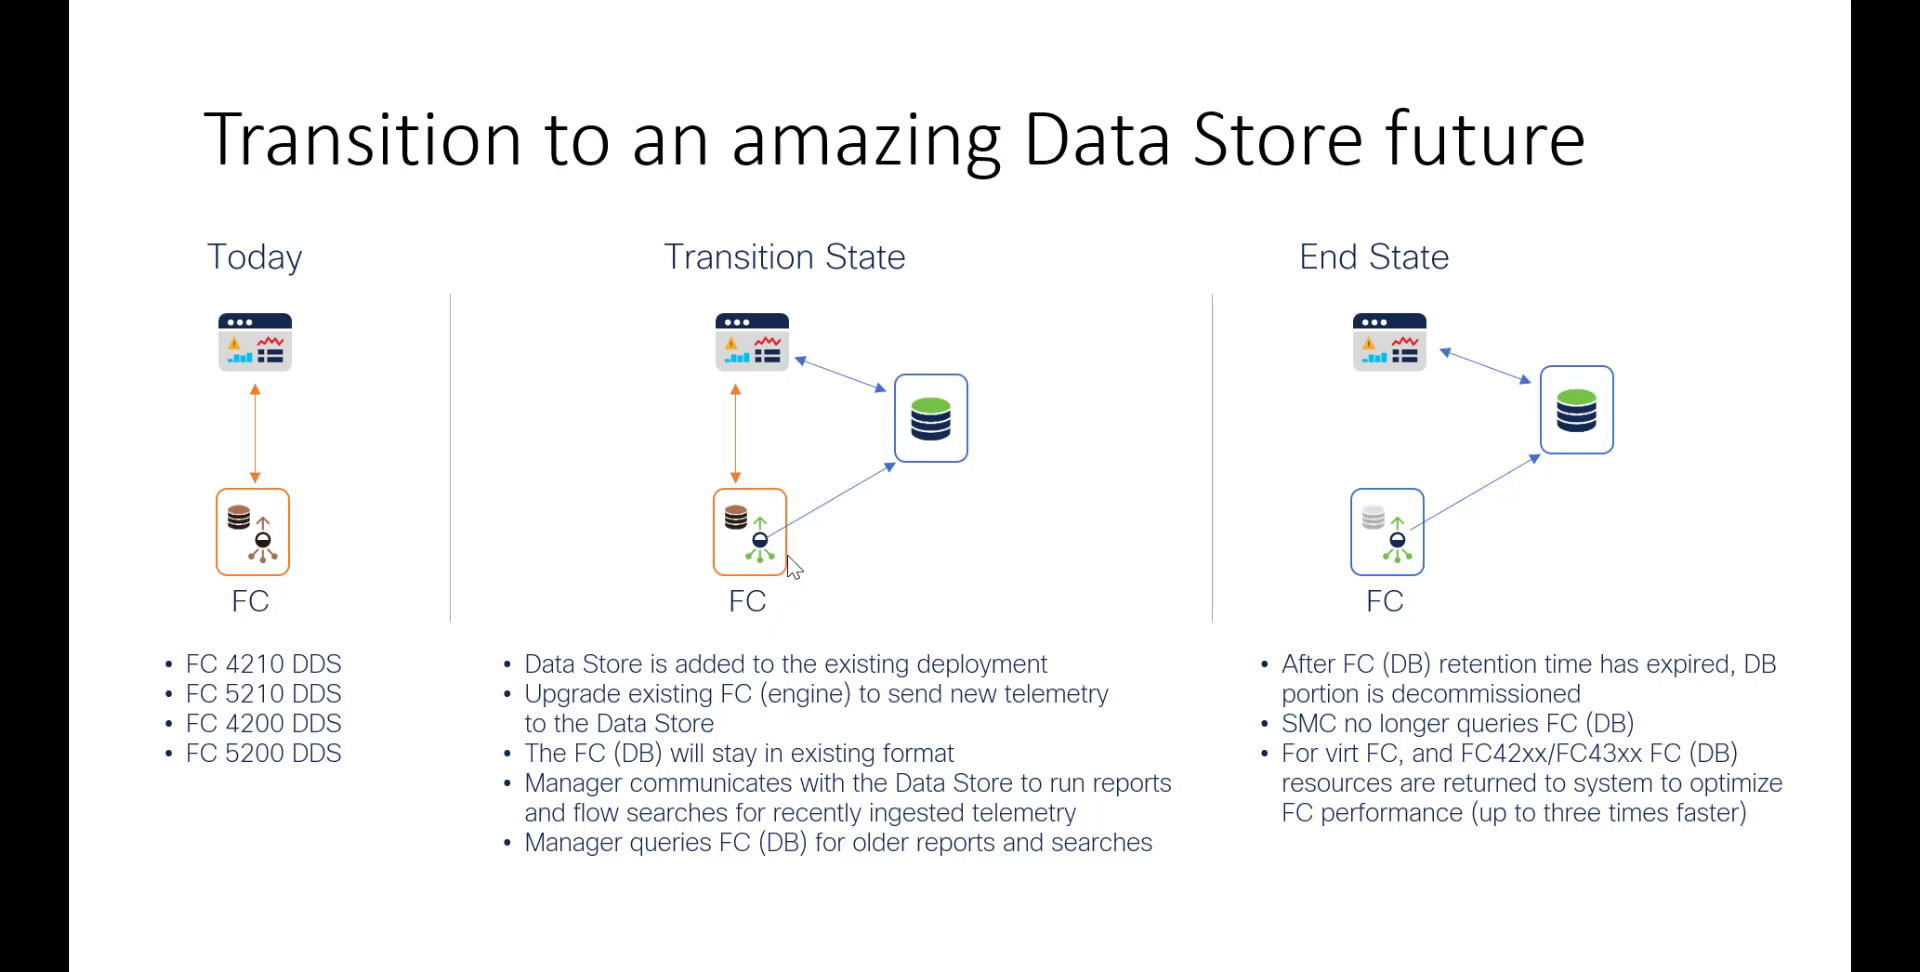 Transition to an amazing Data Store future
Today
Transition State
End State
FC
FC
FC
• FC 4210 DDS
• FC 5210 DDS
• FC 4200 DDS
• FC 5200 DDS
• Data Store is added to the existing deployment
• Upgrade existing FC (engine) to send new telemetry
to the Data Store
• The FC (DB) will stay in existing format
• Manager communicates with the Data Store to run reports
and flow searches for recently ingested telemetry
• Manager queries FC (DB) for older reports and searches
• After FC (DB) retention time has expired, DB
portion is decommissioned
• SMC no longer queries FC (DB)
• For virt FC, and FC42xx/FC43xx FC (DB)
resources are returned to system to optimize
FC performance (up to three times faster)